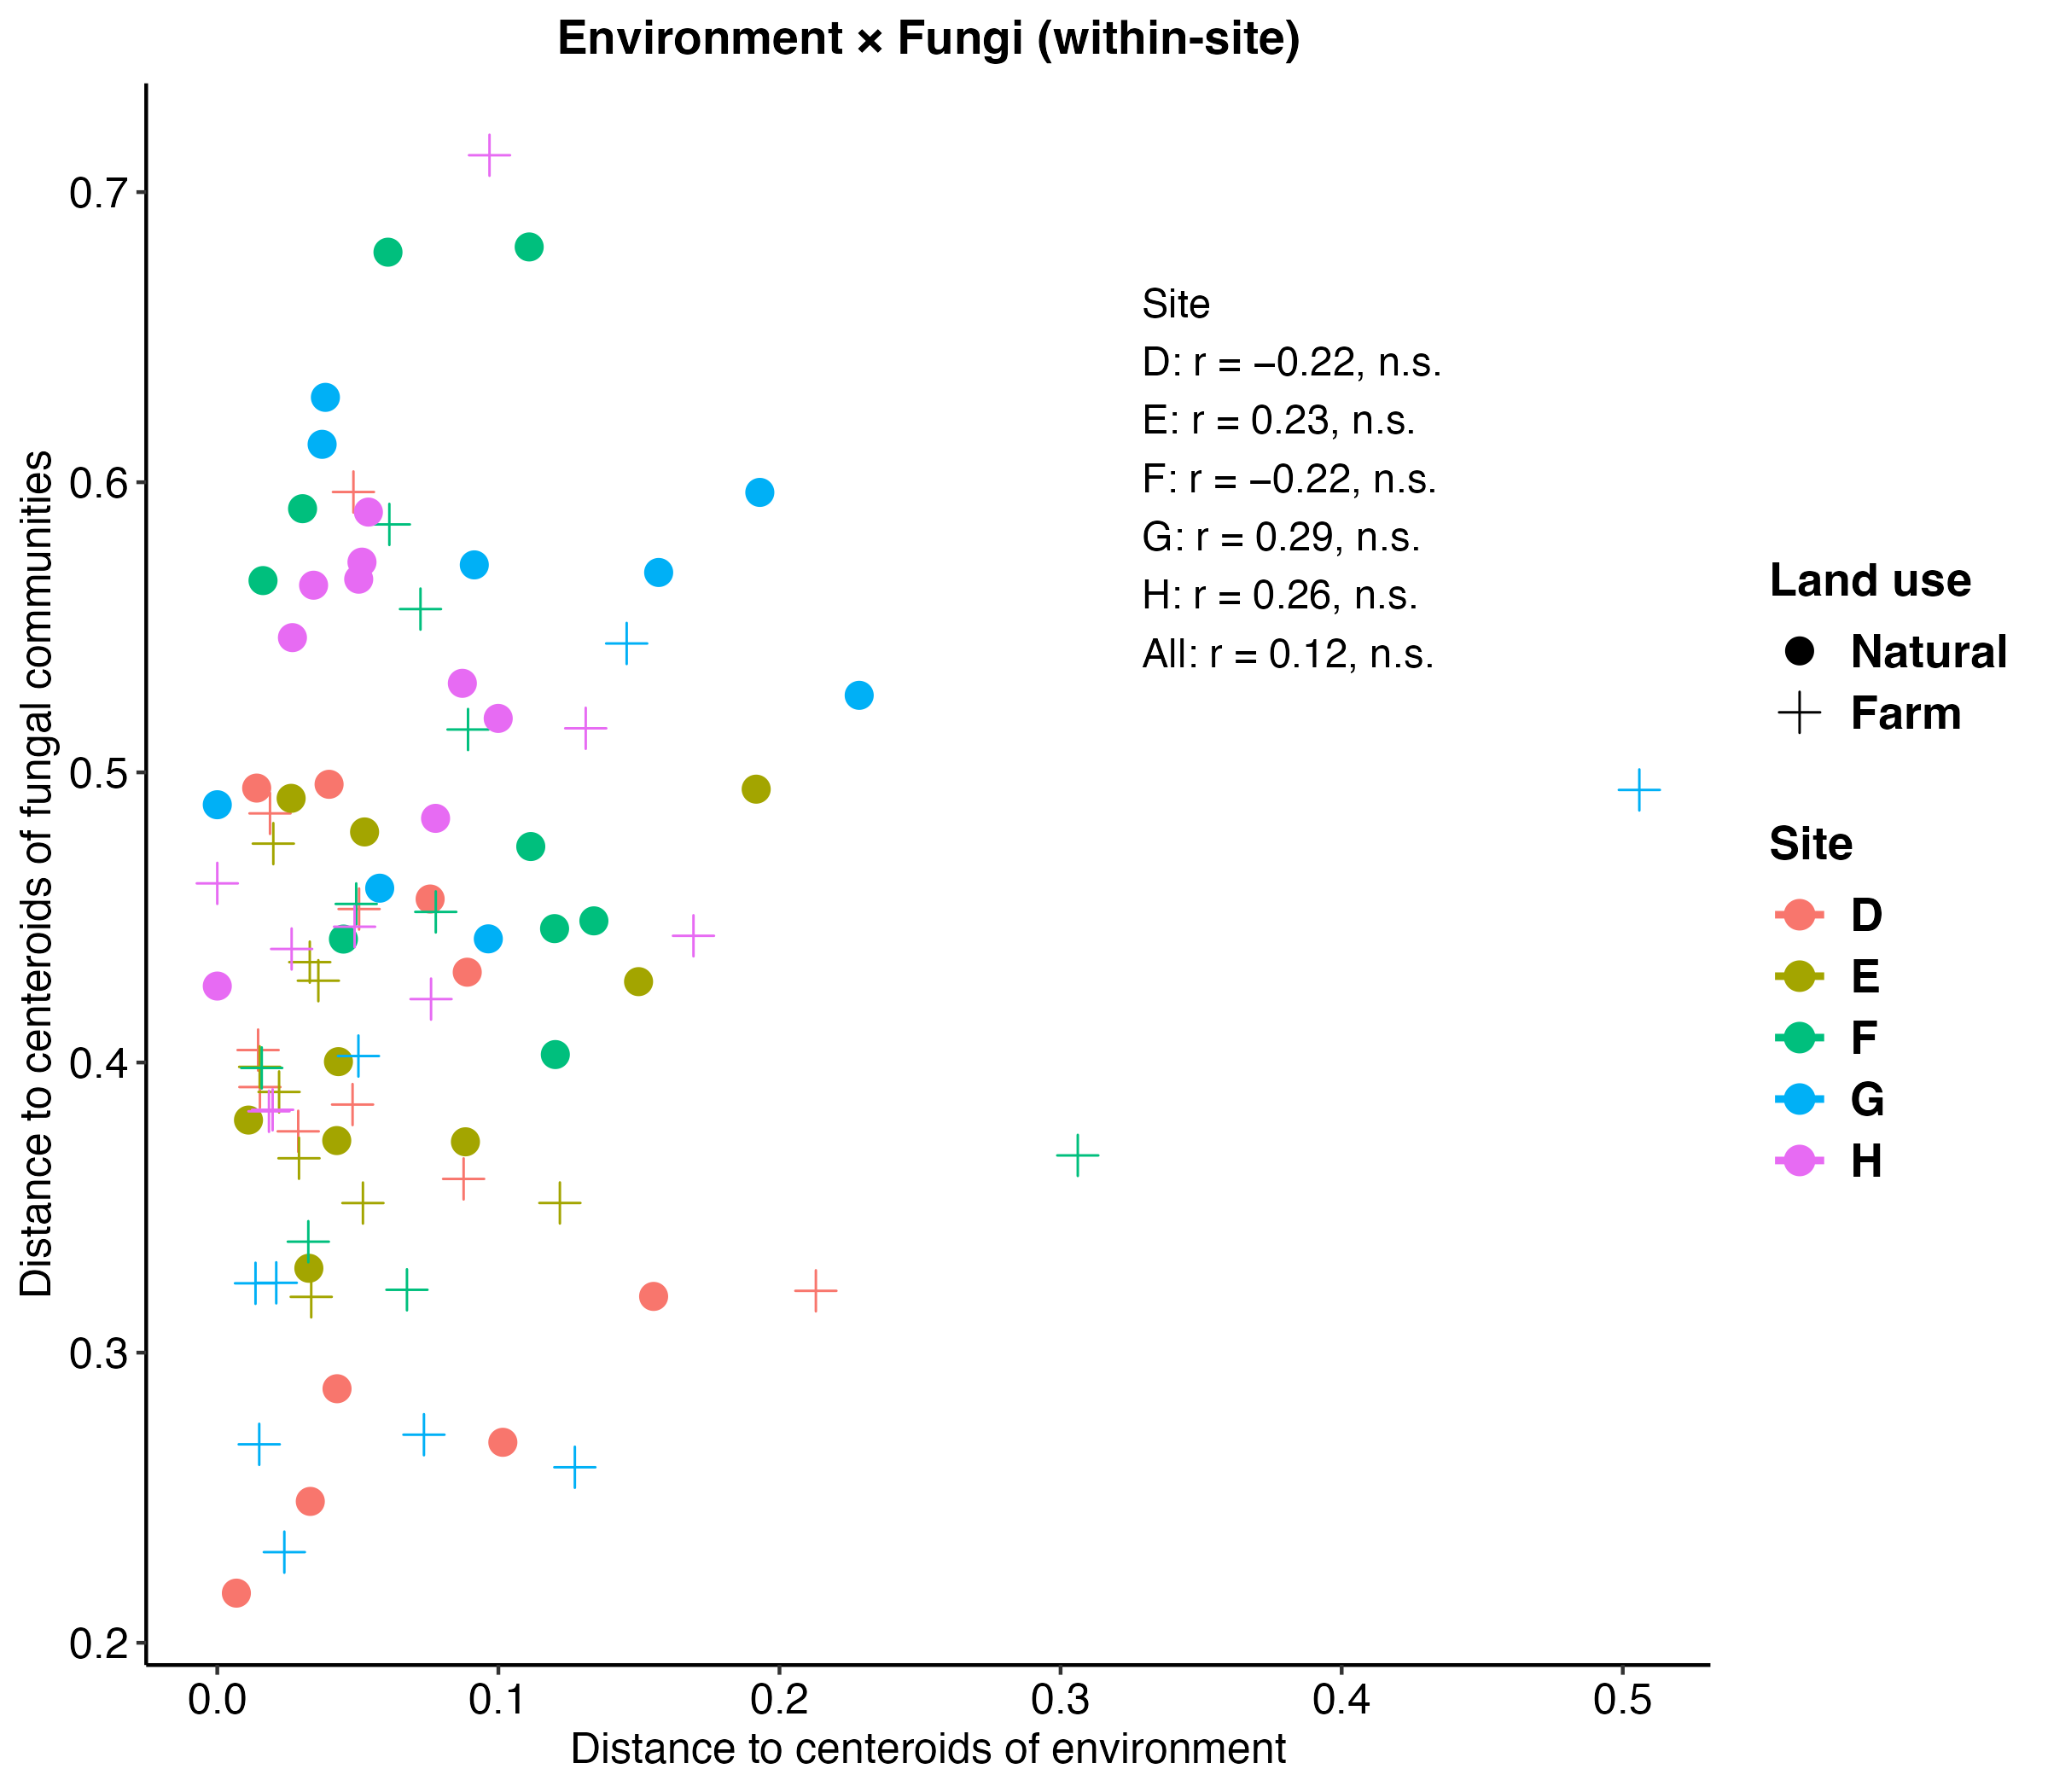 Environment × Fungi (within-site)
Distance to centeroids of fungal communities
0.7
0.6
0.5
0.4
0.3
0.2
Site
D: r = −0.22, n.s.
E: r = 0.23, n.s.
F: r = −0.22, n.s.
G: r = 0.29, n.s.
H: r = 0.26, n.s.
All: r = 0.12, n.s.
Land use
Natural
Farm
Site
D
E
F
G
H
0.0 0.1 0.2 0.3 0.4 0.5
Distance to centeroids of environment